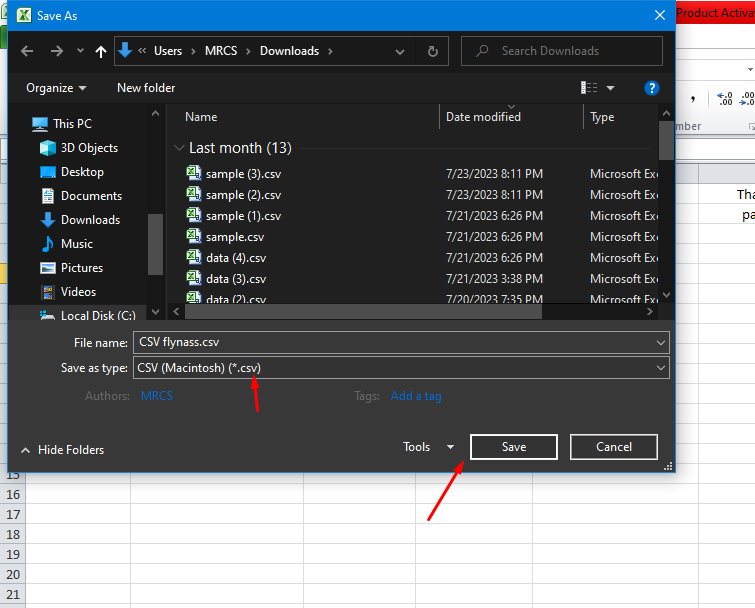 Save As
Product Activa
Users MRCS Downloads
Search Downloads
Organize New folder
?
, .0 .00 .00
mber
This PC
3D Objects
Desktop
Documents
Downloads
Music
Pictures
Videos
Local Disk (C:)
Name Date modified Type
Last month (13)
sample (3).csv 7/23/2023 8:11 PM Microsoft Ex
sample (2).csv 7/23/2023 8:11 PM Microsoft Ex
sample (1).csv 7/21/2023 6:26 PM Microsoft Ex
sample.csv 7/21/2023 6:26 PM Microsoft Ex
data (4).csv 7/21/2023 6:26 PM Microsoft Ex
data (3).csv 7/21/2023 3:38 PM Microsoft Ex
data (2).csv 7/20/2023 7:35 PM Microsoft Ex
Tha
pa
File name: CSV flynass.csv
Save as type: CSV (Macintosh) (*.csv)
Authors: MRCS Tags: Add a tag
Hide Folders Tools Save Cancel
15
16
17
18
19
20
21